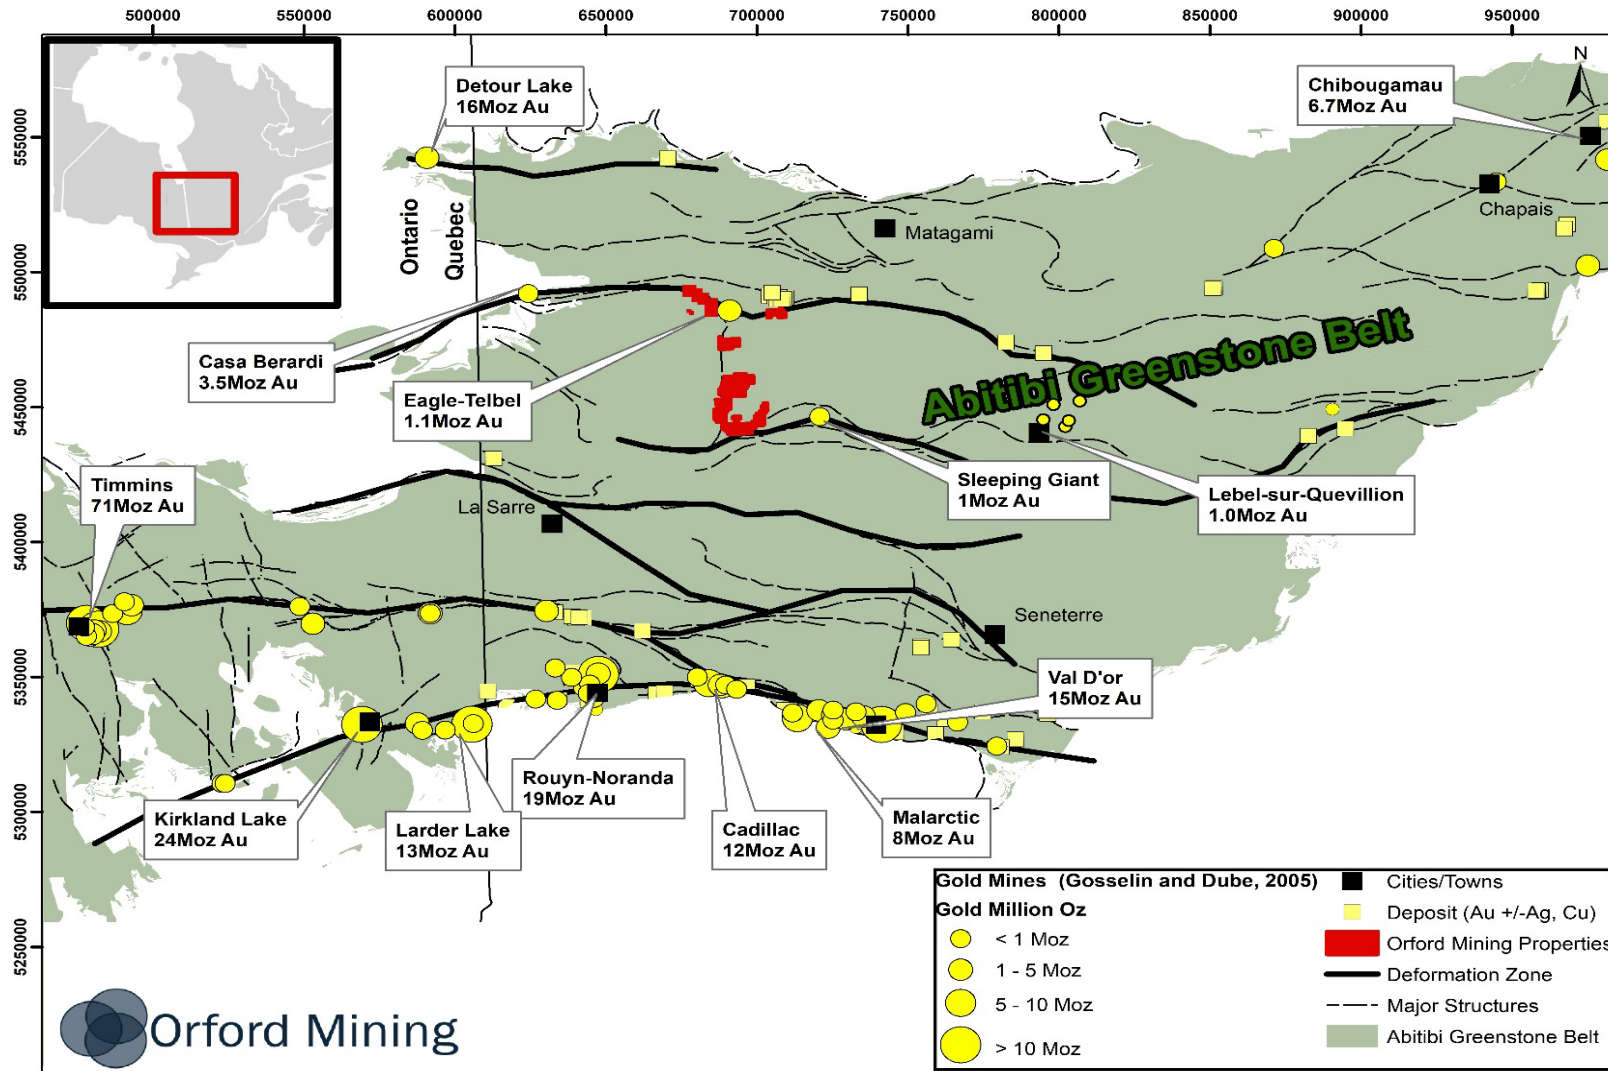 500000 550000 600000 650000 700000 750000 800000 850000 900000 950000
5550000
5500000
5450000
5400000
5350000
5300000
5250000
N
Detour Lake
16Moz Au
Chibougamau
6.7Moz Au
Chapais
Ontario
Quebec
Matagami
Casa Berardi
3.5Moz Au
Eagle-Telbel
1.1Moz Au
Abitibi Greenstone Belt
Sleeping Giant
1Moz Au
Lebel-sur-Quevillion
1.0Moz Au
Timmins
71Moz Au
La Sarre
Seneterre
Val D'or
15Moz Au
Rouyn-Noranda
19Moz Au
Kirkland Lake
24Moz Au
Larder Lake
13Moz Au
Cadillac
12Moz Au
Malarctic
8Moz Au
Gold Mines (Gosselin and Dube, 2005)
Gold Million Oz
< 1 Moz
1 - 5 Moz
5 - 10 Moz
> 10 Moz
Cities/Towns
Deposit (Au +/-Ag, Cu)
Orford Mining Properties
Deformation Zone
Major Structures
Abitibi Greenstone Belt
Orford Mining